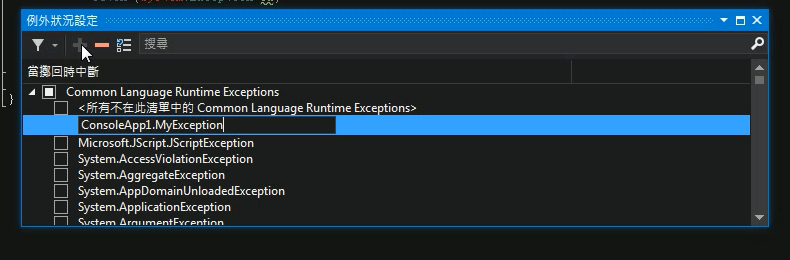 例外狀況設定
搜尋
當擲回時中斷
Common Language Runtime Exceptions
<所有不在此清單中的 Common Language Runtime Exceptions>
ConsoleApp1.MyException
Microsoft.JScript.JScriptException
System.AccessViolationException
System.AggregateException
System.AppDomainUnloadedException
System.ApplicationException
System.ArgumentException
}